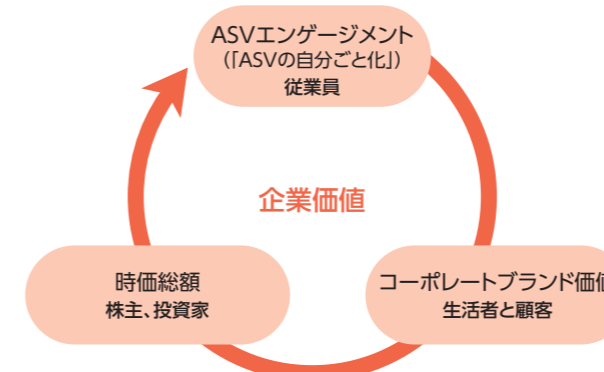 ASVエンゲージメント
(「ASVの自分ごと化」)
従業員
企業価値
時価総額
株主、投資家
コーポレートブランド価値
生活者と顧客